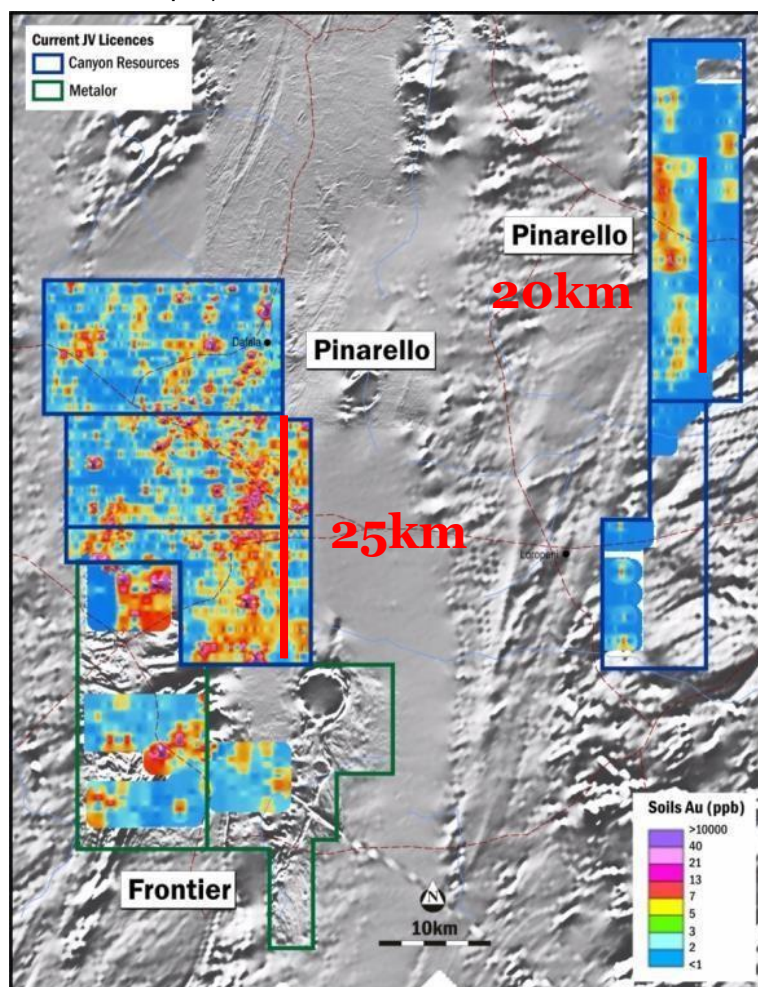 Current JV Licences
Canyon Resources
Metalor
Pinarello
20km
Dafala
Pinarello
25km
Loropeni
Frontier
N
10km
Soils Au (ppb)
>10000
40
21
13
7
5
3
2
<1